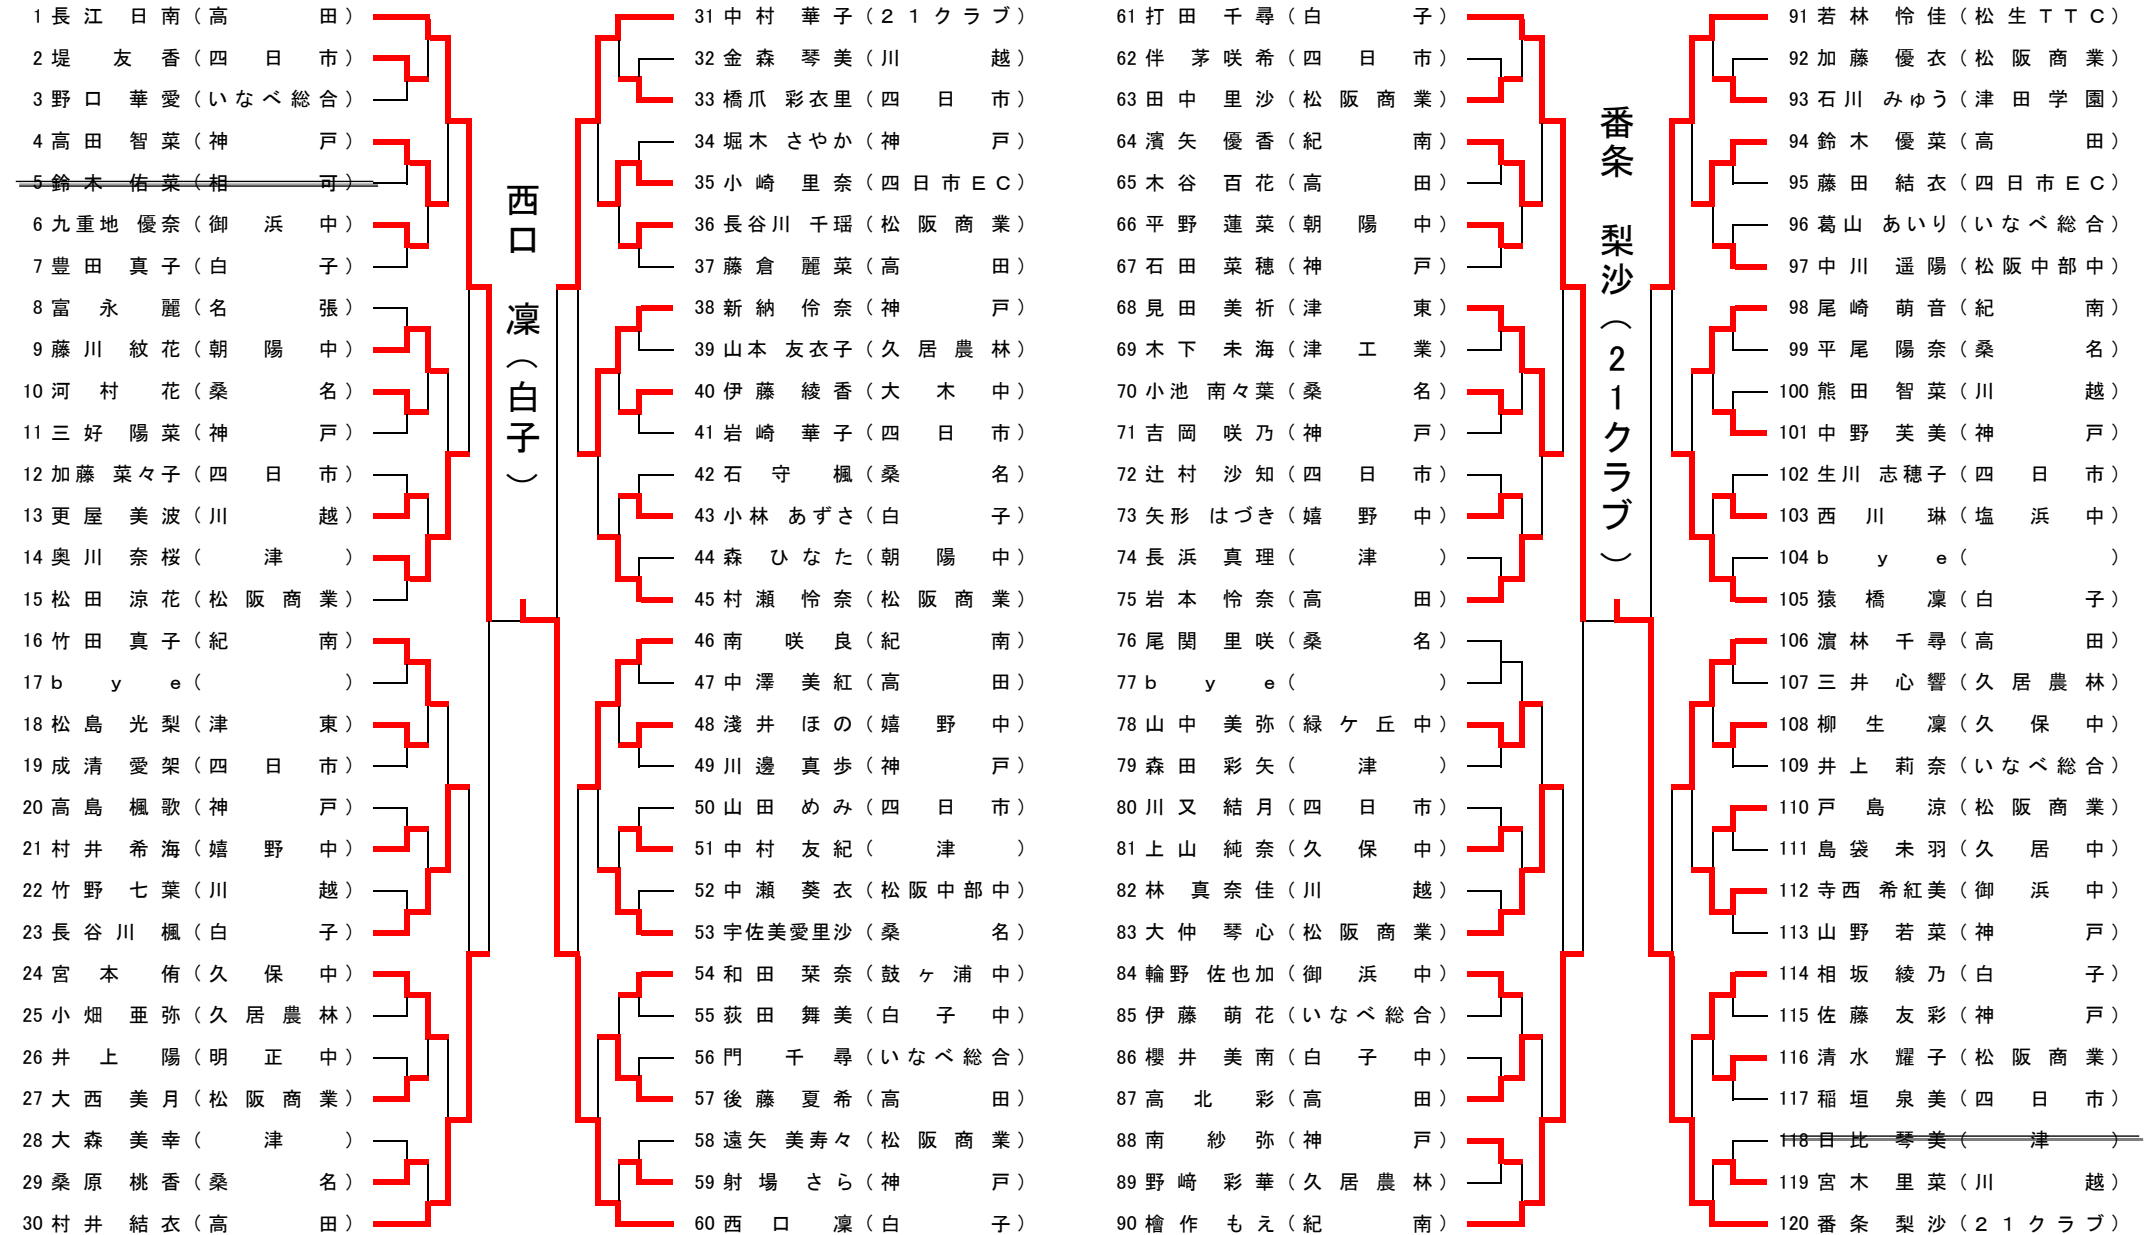 1 長江 日南 (高田)
2 堤 友香 (四日市)
3 野口 華愛 (いなべ総合)
4 高田 智菜 (神戸)
5 鈴木 佑菜 (相可)
6 九重地 優奈 (御浜中)
7 豊田 真子 (白子)
8 富永 麗 (名張)
9 藤川 紋花 (朝陽中)
10 河村 花 (桑名)
11 三好 陽菜 (神戸)
12 加藤 菜々子 (四日市)
13 更屋 美波 (川越)
14 奥川 奈桜 (津)
15 松田 涼花 (松阪商業)
16 竹田 真子 (紀南)
17 bye ( )
18 松島 光梨 (津東)
19 成清 愛架 (四日市)
20 高島 楓歌 (神戸)
21 村井 希海 (嬉野中)
22 竹野 七葉 (川越)
23 長谷川 楓 (白子)
24 宮本 侑 (久保中)
25 小畑 亜弥 (久居農林)
26 井上 陽 (明正中)
27 大西 美月 (松阪商業)
28 大森 美幸 (津)
29 桑原 桃香 (桑名)
30 村井 結衣 (高田)
西口 凛(白子)
31 中村 華子 (21クラブ)
32 金森 琴美 (川越)
33 橋爪 彩衣里 (四日市)
34 堀木 さやか (神戸)
35 小崎 里奈 (四日市EC)
36 長谷川 千瑶 (松阪商業)
37 藤倉 麗菜 (高田)
38 新納 伶奈 (神戸)
39 山本 友衣子 (久居農林)
40 伊藤 綾香 (大木中)
41 岩崎 華子 (四日市)
42 石守 楓 (桑名)
43 小林 あずさ (白子)
44 森 ひなた (朝陽中)
45 村瀬 怜奈 (松阪商業)
46 南 咲良 (紀南)
47 中澤 美紅 (高田)
48 淺井 ほの (嬉野中)
49 川邊 真歩 (神戸)
50 山田 めみ (四日市)
51 中村 友紀 (津)
52 中瀬 葵衣 (松阪中部中)
53 宇佐美愛里沙 (桑名)
54 和田 栞奈 (鼓ヶ浦中)
55 荻田 舞美 (白子中)
56 門 千尋 (いなべ総合)
57 後藤 夏希 (高田)
58 遠矢 美寿々 (松阪商業)
59 射場 さら (神戸)
60 西口 凛 (白子)
61 打田 千尋 (白子)
62 伴 茅咲希 (四日市)
63 田中 里沙 (松阪商業)
64 濱矢 優香 (紀南)
65 木谷 百花 (高田)
66 平野 蓮菜 (朝陽中)
67 石田 菜穂 (神戸)
68 見田 美祈 (津東)
69 木下 未海 (津工業)
70 小池 南々葉 (桑名)
71 吉岡 咲乃 (神戸)
72 辻村 沙知 (四日市)
73 矢形 はづき (嬉野中)
74 長浜 真理 (津)
75 岩本 怜奈 (高田)
76 尾関 里咲 (桑名)
77 bye ( )
78 山中 美弥 (緑ケ丘中)
79 森田 彩矢 (津)
80 川又 結月 (四日市)
81 上山 純奈 (久保中)
82 林 真奈佳 (川越)
83 大仲 琴心 (松阪商業)
84 輪野 佐也加 (御浜中)
85 伊藤 萌花 (いなべ総合)
86 櫻井 美南 (白子中)
87 高北 彩 (高田)
88 南 紗弥 (神戸)
89 野﨑 彩華 (久居農林)
90 檜作 もえ (紀南)
番条 梨沙(21クラブ)
91 若林 怜佳 (松生TTC)
92 加藤 優衣 (松阪商業)
93 石川 みゅう (津田学園)
94 鈴木 優菜 (高田)
95 藤田 結衣 (四日市EC)
96 葛山 あいり (いなべ総合)
97 中川 遥陽 (松阪中部中)
98 尾崎 萌音 (紀南)
99 平尾 陽奈 (桑名)
100 熊田 智菜 (川越)
101 中野 芙美 (神戸)
102 生川 志穂子 (四日市)
103 西川 琳 (塩浜中)
104 bye ( )
105 猿橋 凛 (白子)
106 濵林 千尋 (高田)
107 三井 心響 (久居農林)
108 柳生 凛 (久保中)
109 井上 莉奈 (いなべ総合)
110 戸島 涼 (松阪商業)
111 島袋 未羽 (久居中)
112 寺西 希紅美 (御浜中)
113 山野 若菜 (神戸)
114 相坂 綾乃 (白子)
115 佐藤 友彩 (神戸)
116 清水 耀子 (松阪商業)
117 稲垣 泉美 (四日市)
118 日比 琴美 (津)
119 宮木 里菜 (川越)
120 番条 梨沙 (21クラブ)